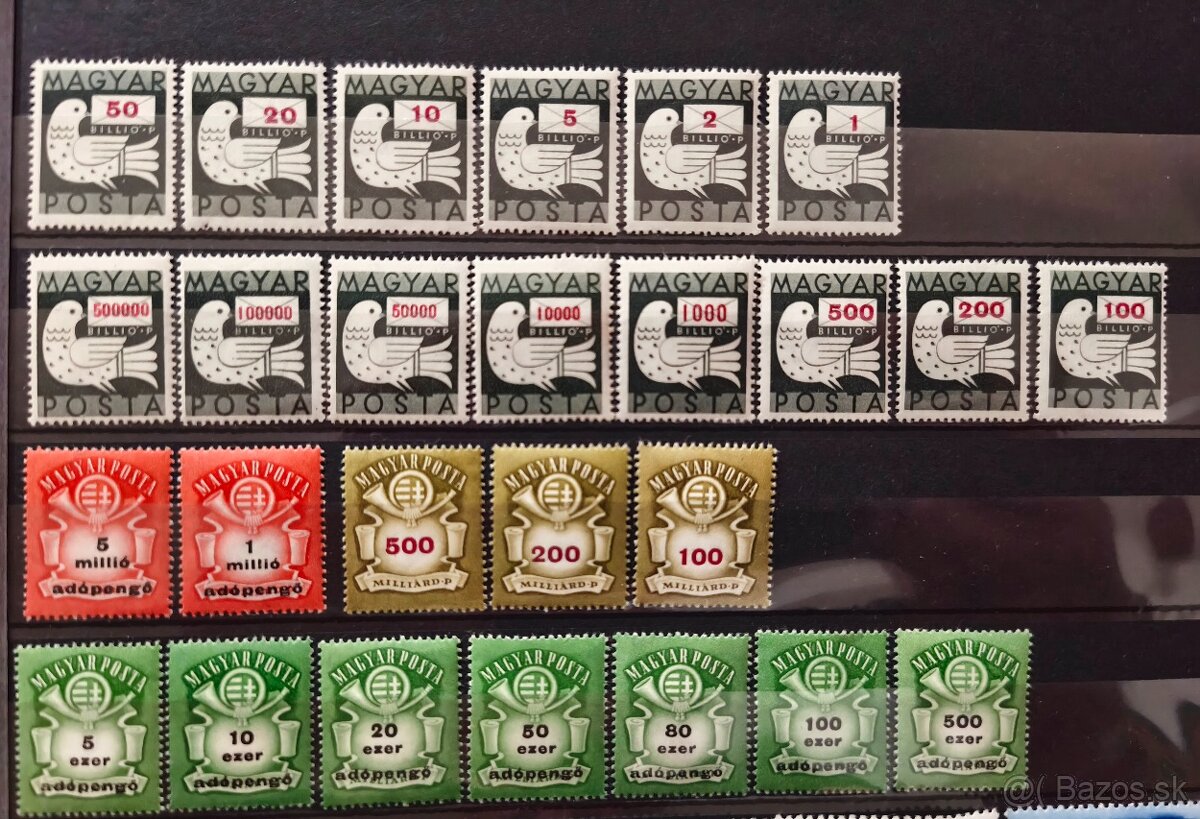 MAGYAR
50
BILLIÓ-P
POSTA
MAGYAR
20
BILLIÓ-P
POSTA
MAGYAR
10
BILLIÓ-P
POSTA
MAGYAR
5
BILLIÓ-P
POSTA
MAGYAR
2
BILLIÓ-P
POSTA
MAGYAR
1
BILLIÓ-P
POSTA
MAGYAR
500000
BILLIÓ-P
POSTA
MAGYAR
100000
BILLIÓ-P
POSTA
MAGYAR
50000
BILLIÓ-P
POSTA
MAGYAR
10000
BILLIÓ-P
POSTA
MAGYAR
1000
BILLIÓ-P
POSTA
MAGYAR
500
BILLIÓ-P
POSTA
MAGYAR
200
BILLIÓ-P
POSTA
MAGYAR
100
BILLIÓ-P
POSTA
MAGYAR POSTA
5
millió
adópengő
MAGYAR POSTA
1
millió
adópengő
MAGYAR POSTA
500
MILLIÁRD-P
MAGYAR POSTA
200
MILLIÁRD-P
MAGYAR POSTA
100
MILLIÁRD-P
MAGYAR POSTA
5
ezer
adópengő
MAGYAR POSTA
10
ezer
adópengő
MAGYAR POSTA
20
ezer
adópengő
MAGYAR POSTA
50
ezer
adópengő
MAGYAR POSTA
80
ezer
adópengő
MAGYAR POSTA
100
ezer
adópengő
MAGYAR POSTA
500
ezer
adópengő
@( Bazos.sk